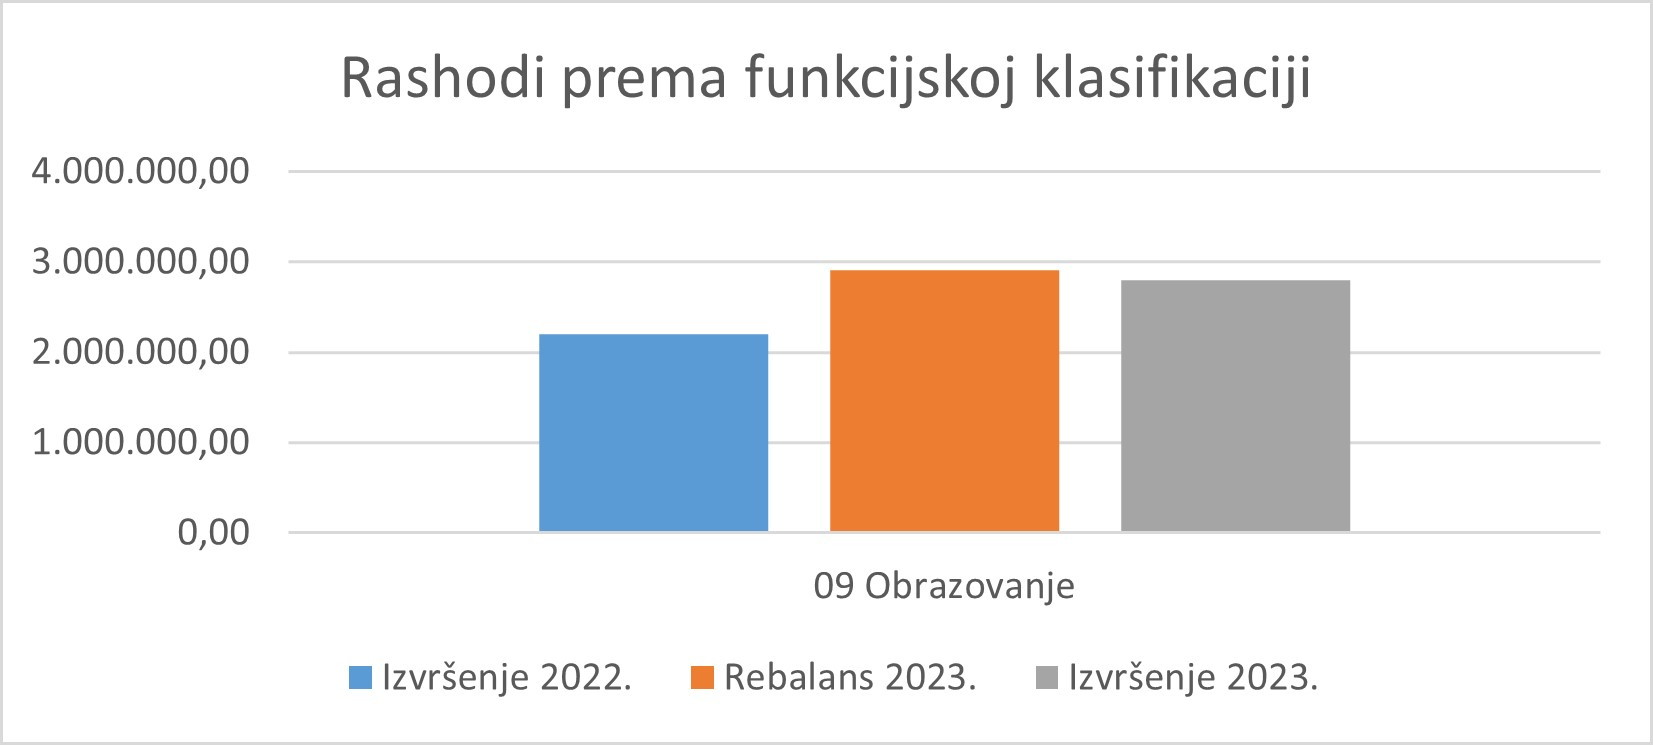 Rashodi prema funkcijskoj klasifikaciji
4.000.000,00
3.000.000,00
2.000.000,00
1.000.000,00
0,00
09 Obrazovanje
Izvršenje 2022. Rebalans 2023. Izvršenje 2023.